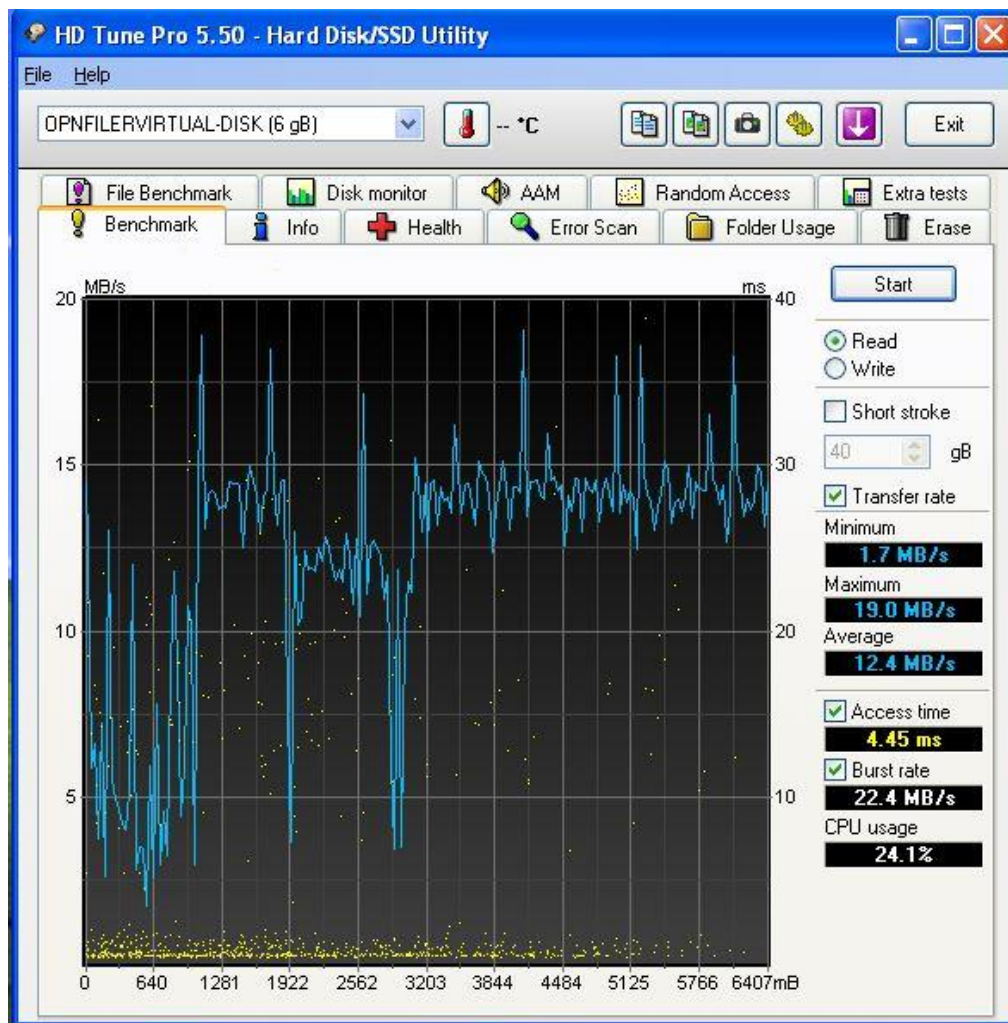 HD Tune Pro 5.50 - Hard Disk/SSD Utility
File Help
OPNFILERVIRTUAL-DISK (6 gB)
-- °C
Exit
File Benchmark Disk monitor AAM Random Access Extra tests
Benchmark Info Health Error Scan Folder Usage Erase
MB/s ms
20 40
15 30
10 20
5 10
0 640 1281 1922 2562 3203 3844 4484 5125 5766 6407mB
Start
Read
Write
Short stroke
40 gB
Transfer rate
Minimum
1.7 MB/s
Maximum
19.0 MB/s
Average
12.4 MB/s
Access time
4.45 ms
Burst rate
22.4 MB/s
CPU usage
24.1%